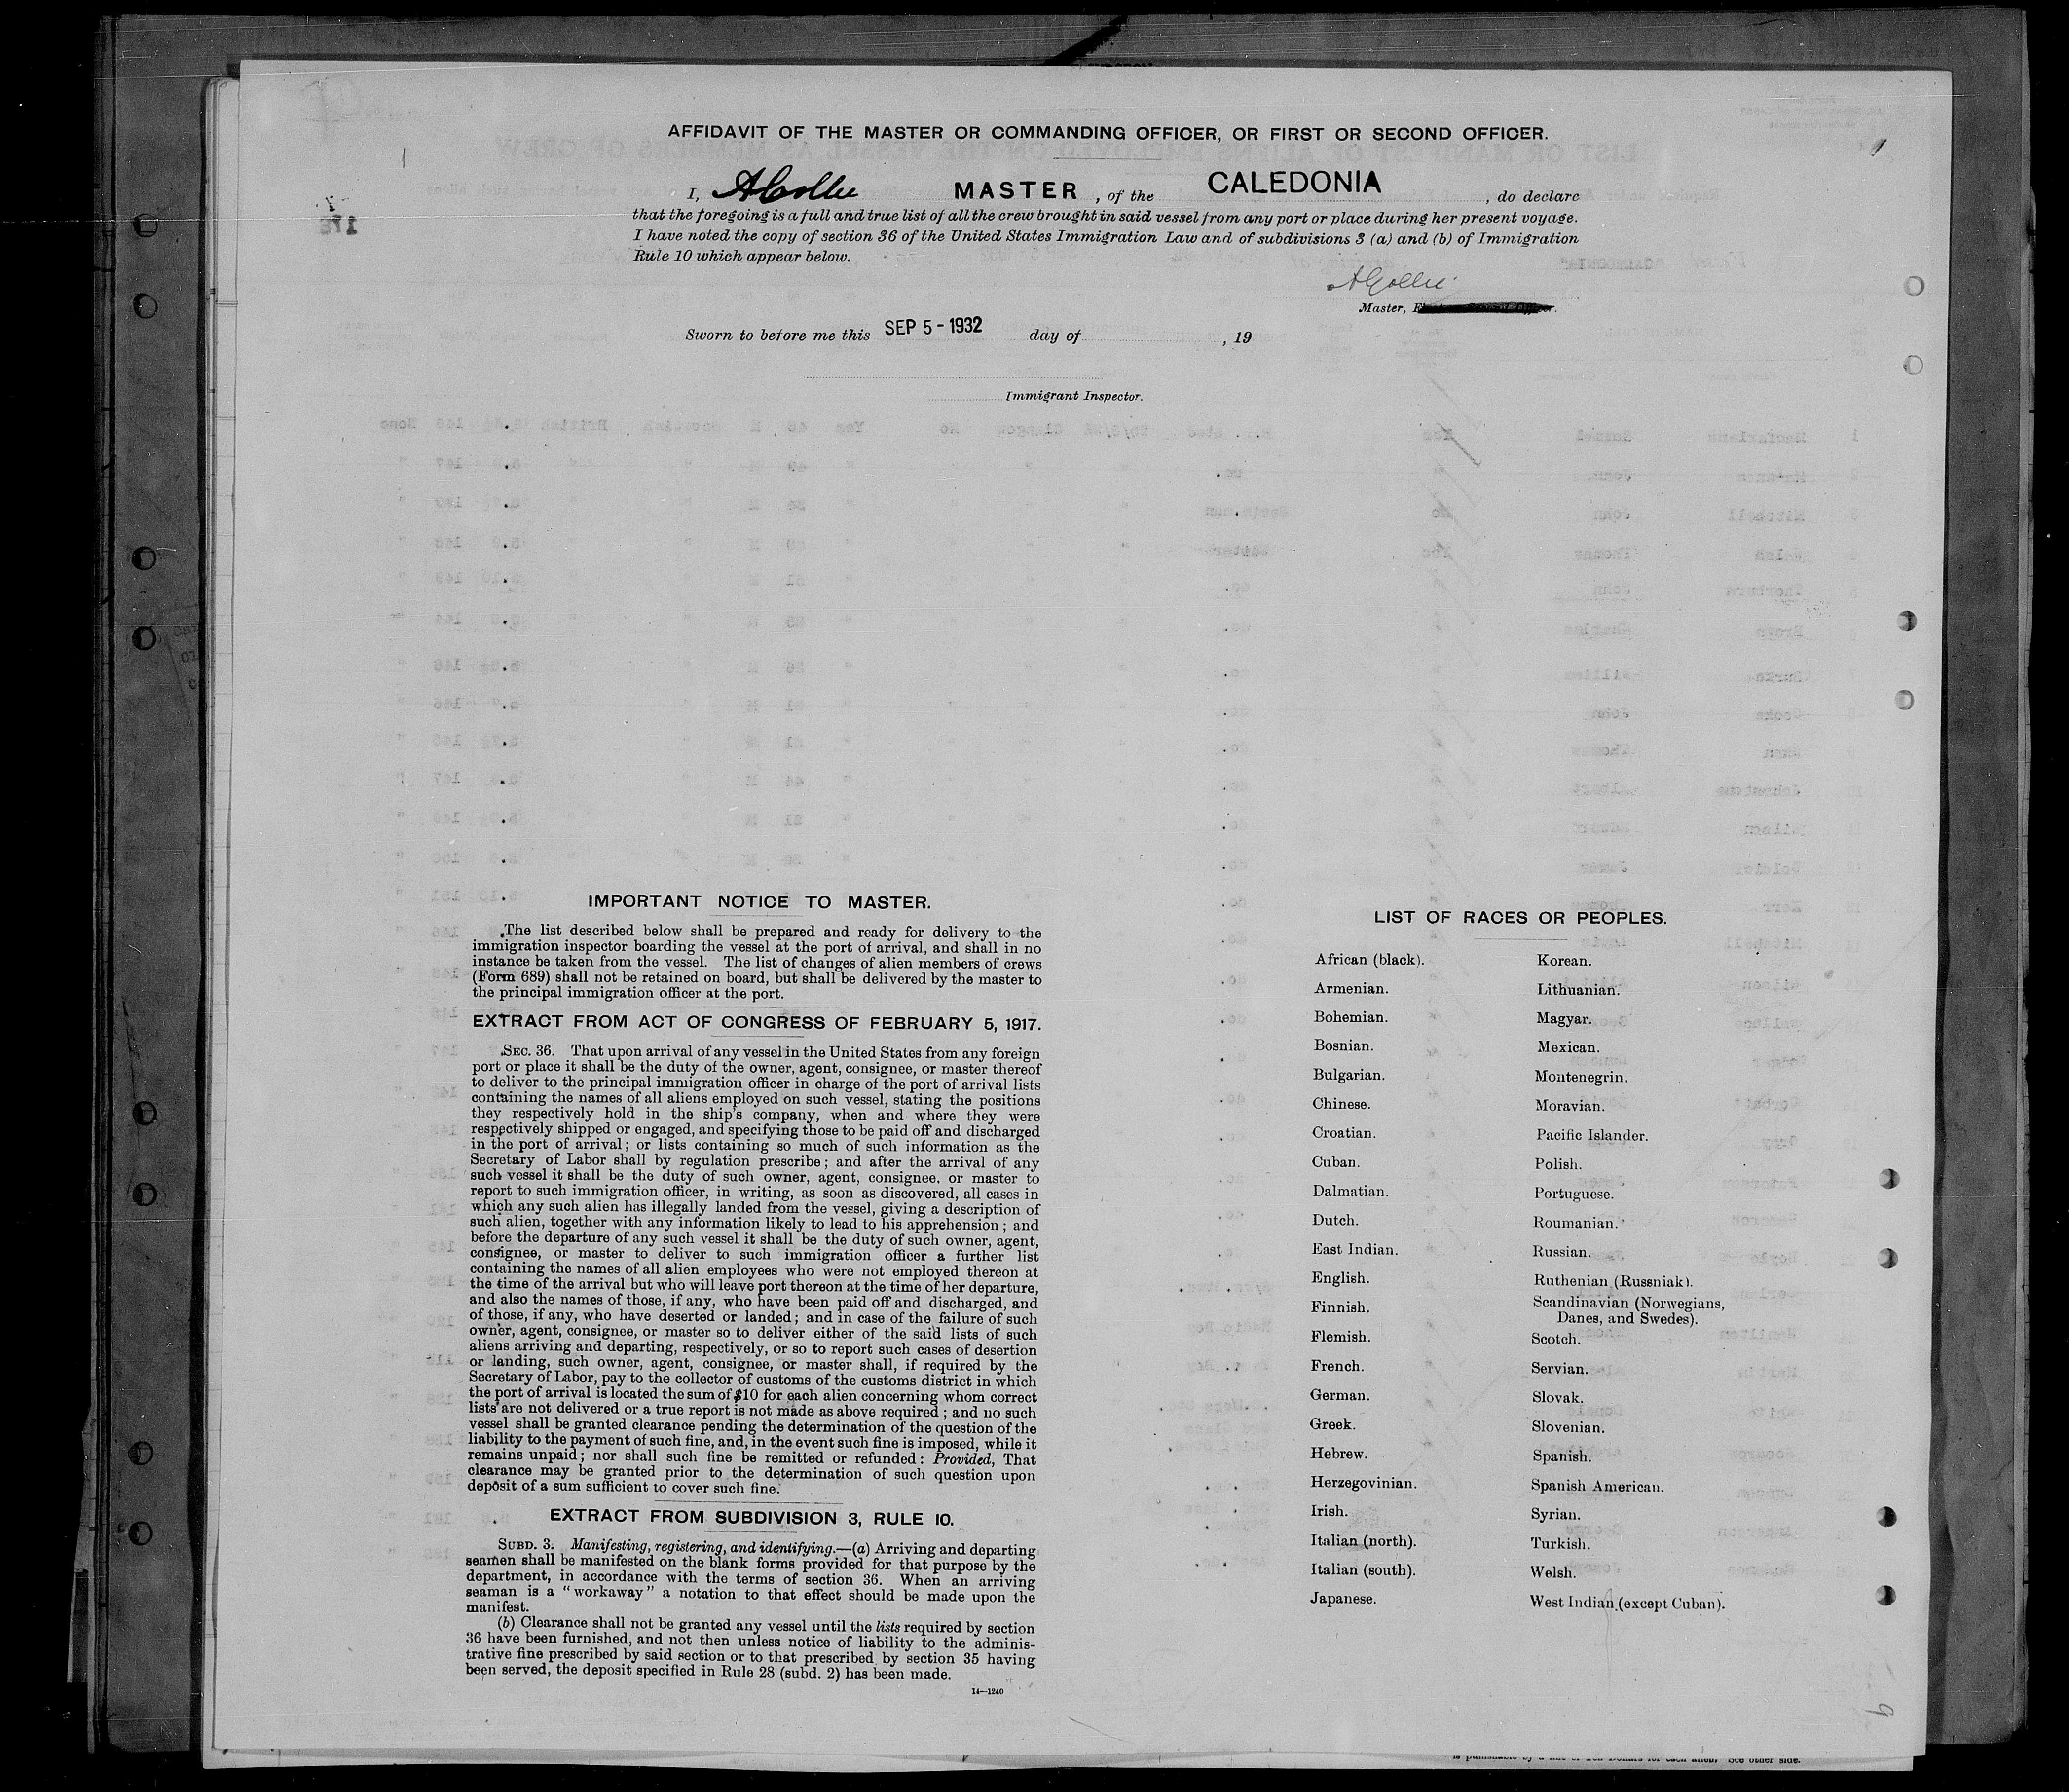 AFFIDAVIT OF THE MASTER OR COMMANDING OFFICER, OR FIRST OR SECOND OFFICER.
I, A Collie MASTER, of the CALEDONIA, do declare
that the foregoing is a full and true list of all the crew brought in said vessel from any port or place during her present voyage.
I have noted the copy of section 36 of the United States Immigration Law and of subdivisions 3 (a) and (b) of Immigration
Rule 10 which appear below.
A Collie
Master,
Sworn to before me this SEP 5 - 1932 day of , 19
Immigrant Inspector.
IMPORTANT NOTICE TO MASTER.
The list described below shall be prepared and ready for delivery to the
immigration inspector boarding the vessel at the port of arrival, and shall in no
instance be taken from the vessel. The list of changes of alien members of crews
(Form 689) shall not be retained on board, but shall be delivered by the master to
the principal immigration officer at the port.
EXTRACT FROM ACT OF CONGRESS OF FEBRUARY 5, 1917.
SEC. 36. That upon arrival of any vessel in the United States from any foreign
port or place it shall be the duty of the owner, agent, consignee, or master thereof
to deliver to the principal immigration officer in charge of the port of arrival lists
containing the names of all aliens employed on such vessel, stating the positions
they respectively hold in the ship's company, when and where they were
respectively shipped or engaged, and specifying those to be paid off and discharged
in the port of arrival; or lists containing so much of such information as the
Secretary of Labor shall by regulation prescribe; and after the arrival of any
such vessel it shall be the duty of such owner, agent, consignee, or master to
report to such immigration officer, in writing, as soon as discovered, all cases in
which any such alien has illegally landed from the vessel, giving a description of
such alien, together with any information likely to lead to his apprehension; and
before the departure of any such vessel it shall be the duty of such owner, agent,
consignee, or master to deliver to such immigration officer a further list
containing the names of all alien employees who were not employed thereon at
the time of the arrival but who will leave port thereon at the time of her departure,
and also the names of those, if any, who have been paid off and discharged, and
of those, if any, who have deserted or landed; and in case of the failure of such
owner, agent, consignee, or master so to deliver either of the said lists of such
aliens arriving and departing, respectively, or so to report such cases of desertion
or landing, such owner, agent, consignee, or master shall, if required by the
Secretary of Labor, pay to the collector of customs of the customs district in which
the port of arrival is located the sum of $10 for each alien concerning whom correct
lists are not delivered or a true report is not made as above required; and no such
vessel shall be granted clearance pending the determination of the question of the
liability to the payment of such fine, and, in the event such fine is imposed, while it
remains unpaid; nor shall such fine be remitted or refunded: Provided, That
clearance may be granted prior to the determination of such question upon
deposit of a sum sufficient to cover such fine.
EXTRACT FROM SUBDIVISION 3, RULE 10.
SUBD. 3. Manifesting, registering, and identifying.—(a) Arriving and departing
seamen shall be manifested on the blank forms provided for that purpose by the
department, in accordance with the terms of section 36. When an arriving
seaman is a "workaway" a notation to that effect should be made upon the
manifest.
(b) Clearance shall not be granted any vessel until the lists required by section
36 have been furnished, and not then unless notice of liability to the adminis-
trative fine prescribed by said section or to that prescribed by section 35 having
been served, the deposit specified in Rule 28 (subd. 2) has been made.
14—1240
LIST OF RACES OR PEOPLES.
African (black).
Armenian.
Bohemian.
Bosnian.
Bulgarian.
Chinese.
Croatian.
Cuban.
Dalmatian.
Dutch.
East Indian.
English.
Finnish.
Flemish.
French.
German.
Greek.
Hebrew.
Herzegovinian.
Irish.
Italian (north).
Italian (south).
Japanese.
Korean.
Lithuanian.
Magyar.
Mexican.
Montenegrin.
Moravian.
Pacific Islander.
Polish.
Portuguese.
Roumanian.
Russian.
Ruthenian (Russniak).
Scandinavian (Norwegians,
Danes, and Swedes).
Scotch.
Servian.
Slovak.
Slovenian.
Spanish.
Spanish American.
Syrian.
Turkish.
Welsh.
West Indian (except Cuban).
See other side.